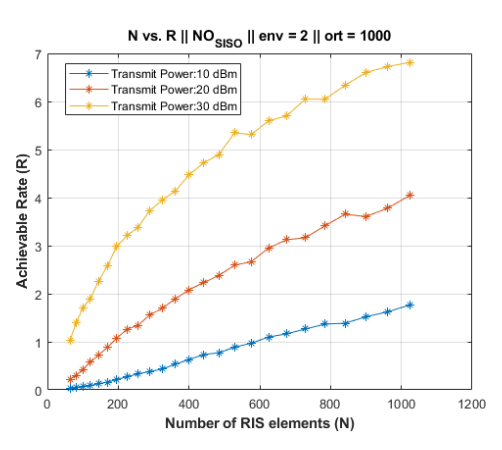 N vs. R || NO_SISO || env = 2 || ort = 1000
Transmit Power:10 dBm
Transmit Power:20 dBm
Transmit Power:30 dBm
Achievable Rate (R)
7
6
5
4
3
2
1
0
0 200 400 600 800 1000 1200
Number of RIS elements (N)